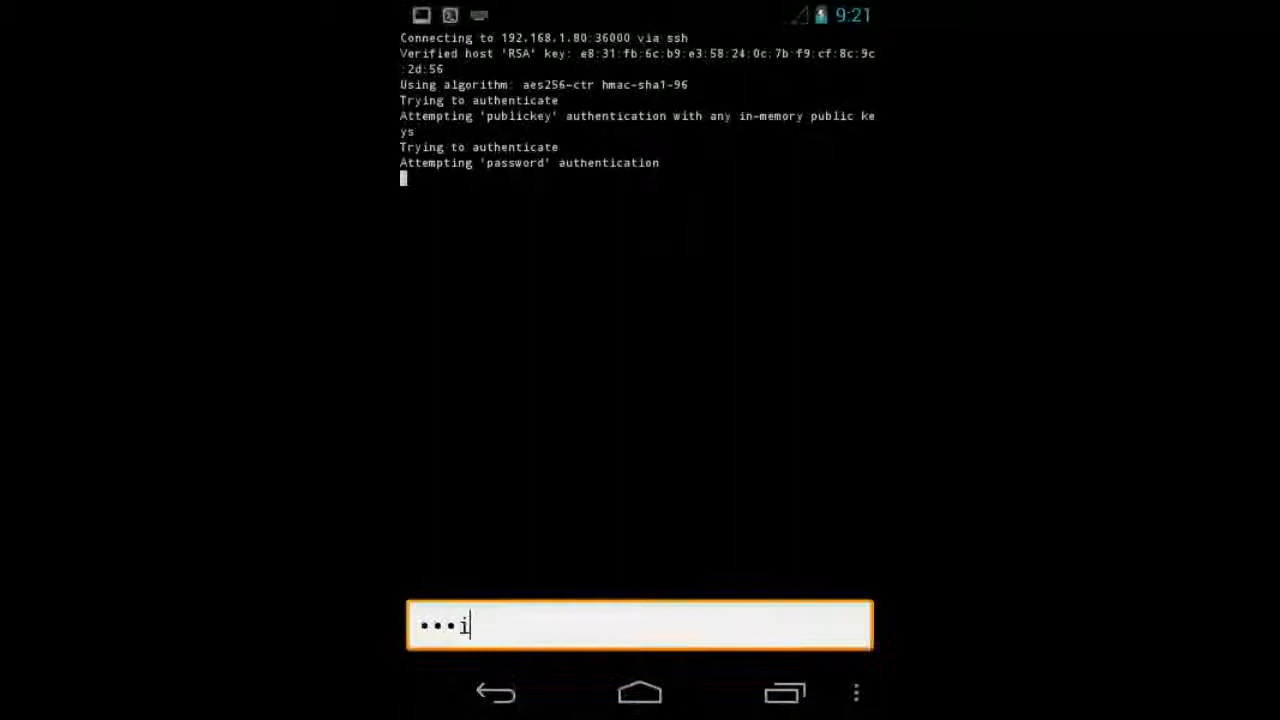 9:21
Connecting to 192.168.1.80:36000 via ssh
Verified host 'RSA' key: e8:31:fb:6c:b9:e3:58:24:0c:7b:f9:cf:8c:9c
:2d:56
Using algorithm: aes256-ctr hmac-sha1-96
Trying to authenticate
Attempting 'publickey' authentication with any in-memory public ke
ys
Trying to authenticate
Attempting 'password' authentication
•••i